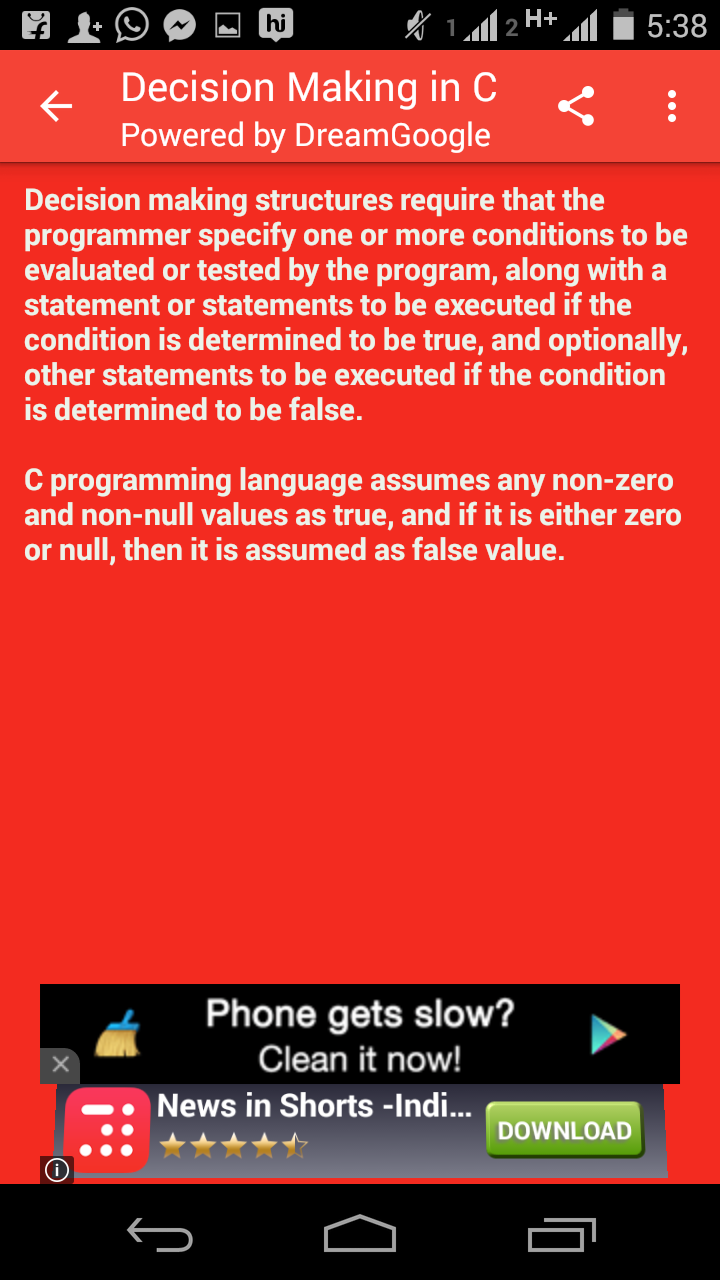 hi
1
2
H+
5:38
Decision Making in C
Powered by DreamGoogle
Decision making structures require that the
programmer specify one or more conditions to be
evaluated or tested by the program, along with a
statement or statements to be executed if the
condition is determined to be true, and optionally,
other statements to be executed if the condition
is determined to be false.
C programming language assumes any non-zero
and non-null values as true, and if it is either zero
or null, then it is assumed as false value.
Phone gets slow?
Clean it now!
News in Shorts -Indi...
DOWNLOAD